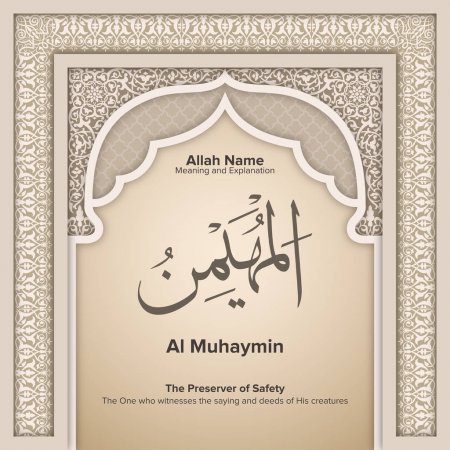 Allah Name
Meaning and Explanation
الْمُهَيْمِنُ
Al Muhaymin
The Preserver of Safety
The One who witnesses the saying and deeds of His creatures